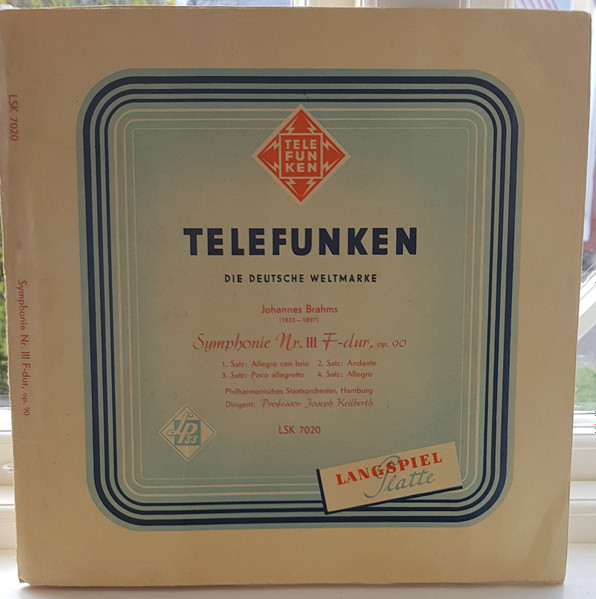 LSK 7020
Symphonie Nr. III F-dur, op. 90
TELE
FUN
KEN
TELEFUNKEN
DIE DEUTSCHE WELTMARKE
Johannes Brahms
(1833–1897)
Symphonie Nr. III F-dur, op. 90
1. Satz: Allegro con brio 2. Satz: Andante
3. Satz: Poco allegretto 4. Satz: Allegro
Philharmonisches Staatsorchester, Hamburg
Dirigent: Professor Joseph Keilberth
LSK 7020
LP33
LANGSPIEL
Platte